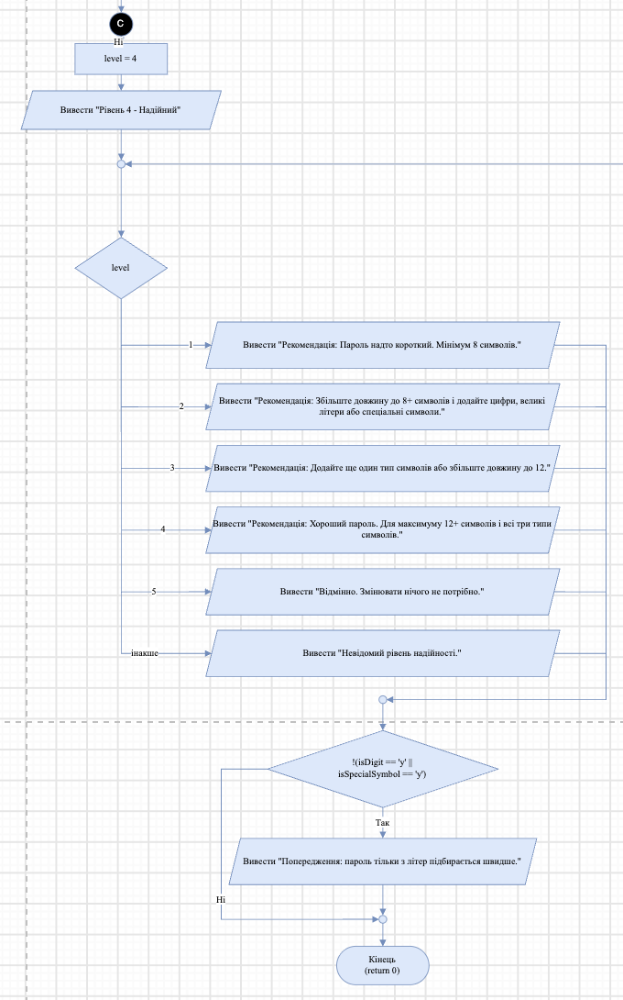 C
Ні
level = 4
Вивести "Рівень 4 - Надійний"
level
1
Вивести "Рекомендація: Пароль надто короткий. Мінімум 8 символів."
2
Вивести "Рекомендація: Збільште довжину до 8+ символів і додайте цифри, великі
літери або спеціальні символи."
3
Вивести "Рекомендація: Додайте ще один тип символів або збільште довжину до 12."
4
Вивести "Рекомендація: Хороший пароль. Для максимуму 12+ символів і всі три типи
символів."
5
Вивести "Відмінно. Змінювати нічого не потрібно."
інакше
Вивести "Невідомий рівень надійності."
!(isDigit == 'y' ||
isSpecialSymbol == 'y')
Так
Вивести "Попередження: пароль тільки з літер підбирається швидше."
Ні
Кінець
(return 0)